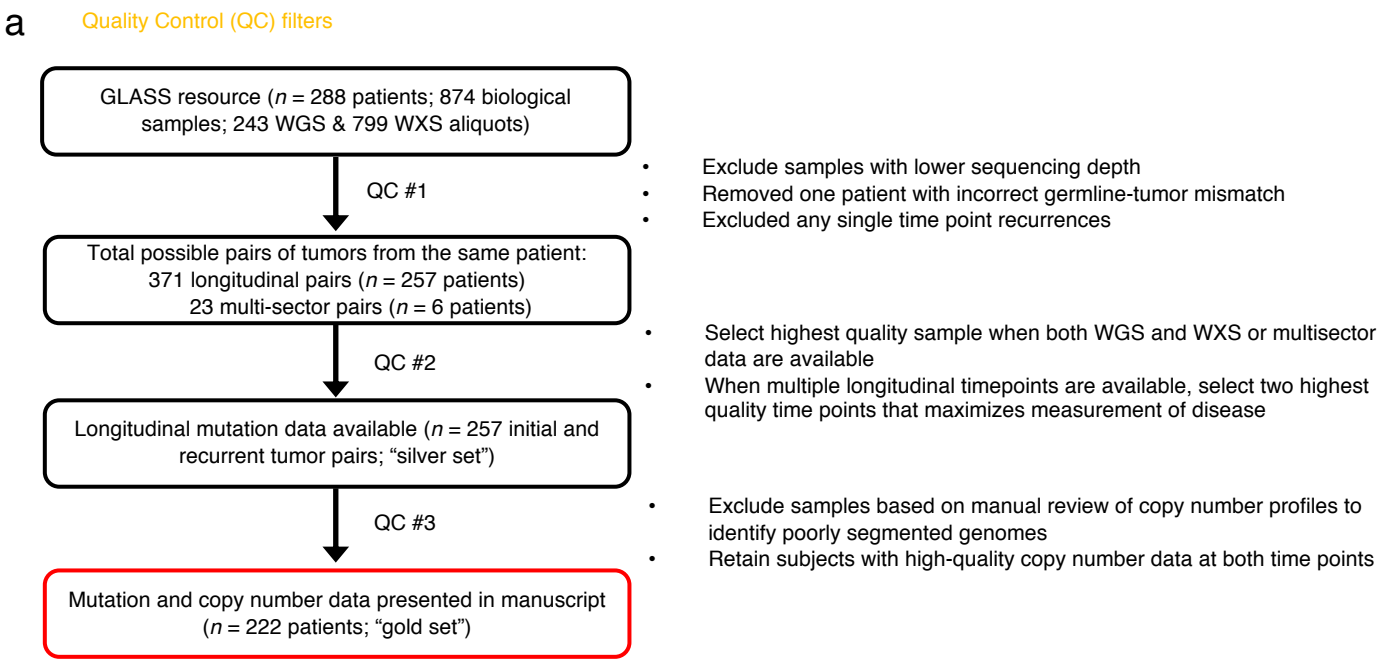 a
Quality Control (QC) filters
GLASS resource (n = 288 patients; 874 biological
samples; 243 WGS & 799 WXS aliquots)
QC #1
• Exclude samples with lower sequencing depth
• Removed one patient with incorrect germline-tumor mismatch
• Excluded any single time point recurrences
Total possible pairs of tumors from the same patient:
371 longitudinal pairs (n = 257 patients)
23 multi-sector pairs (n = 6 patients)
QC #2
• Select highest quality sample when both WGS and WXS or multisector
data are available
• When multiple longitudinal timepoints are available, select two highest
quality time points that maximizes measurement of disease
Longitudinal mutation data available (n = 257 initial and
recurrent tumor pairs; “silver set”)
QC #3
• Exclude samples based on manual review of copy number profiles to
identify poorly segmented genomes
• Retain subjects with high-quality copy number data at both time points
Mutation and copy number data presented in manuscript
(n = 222 patients; “gold set”)